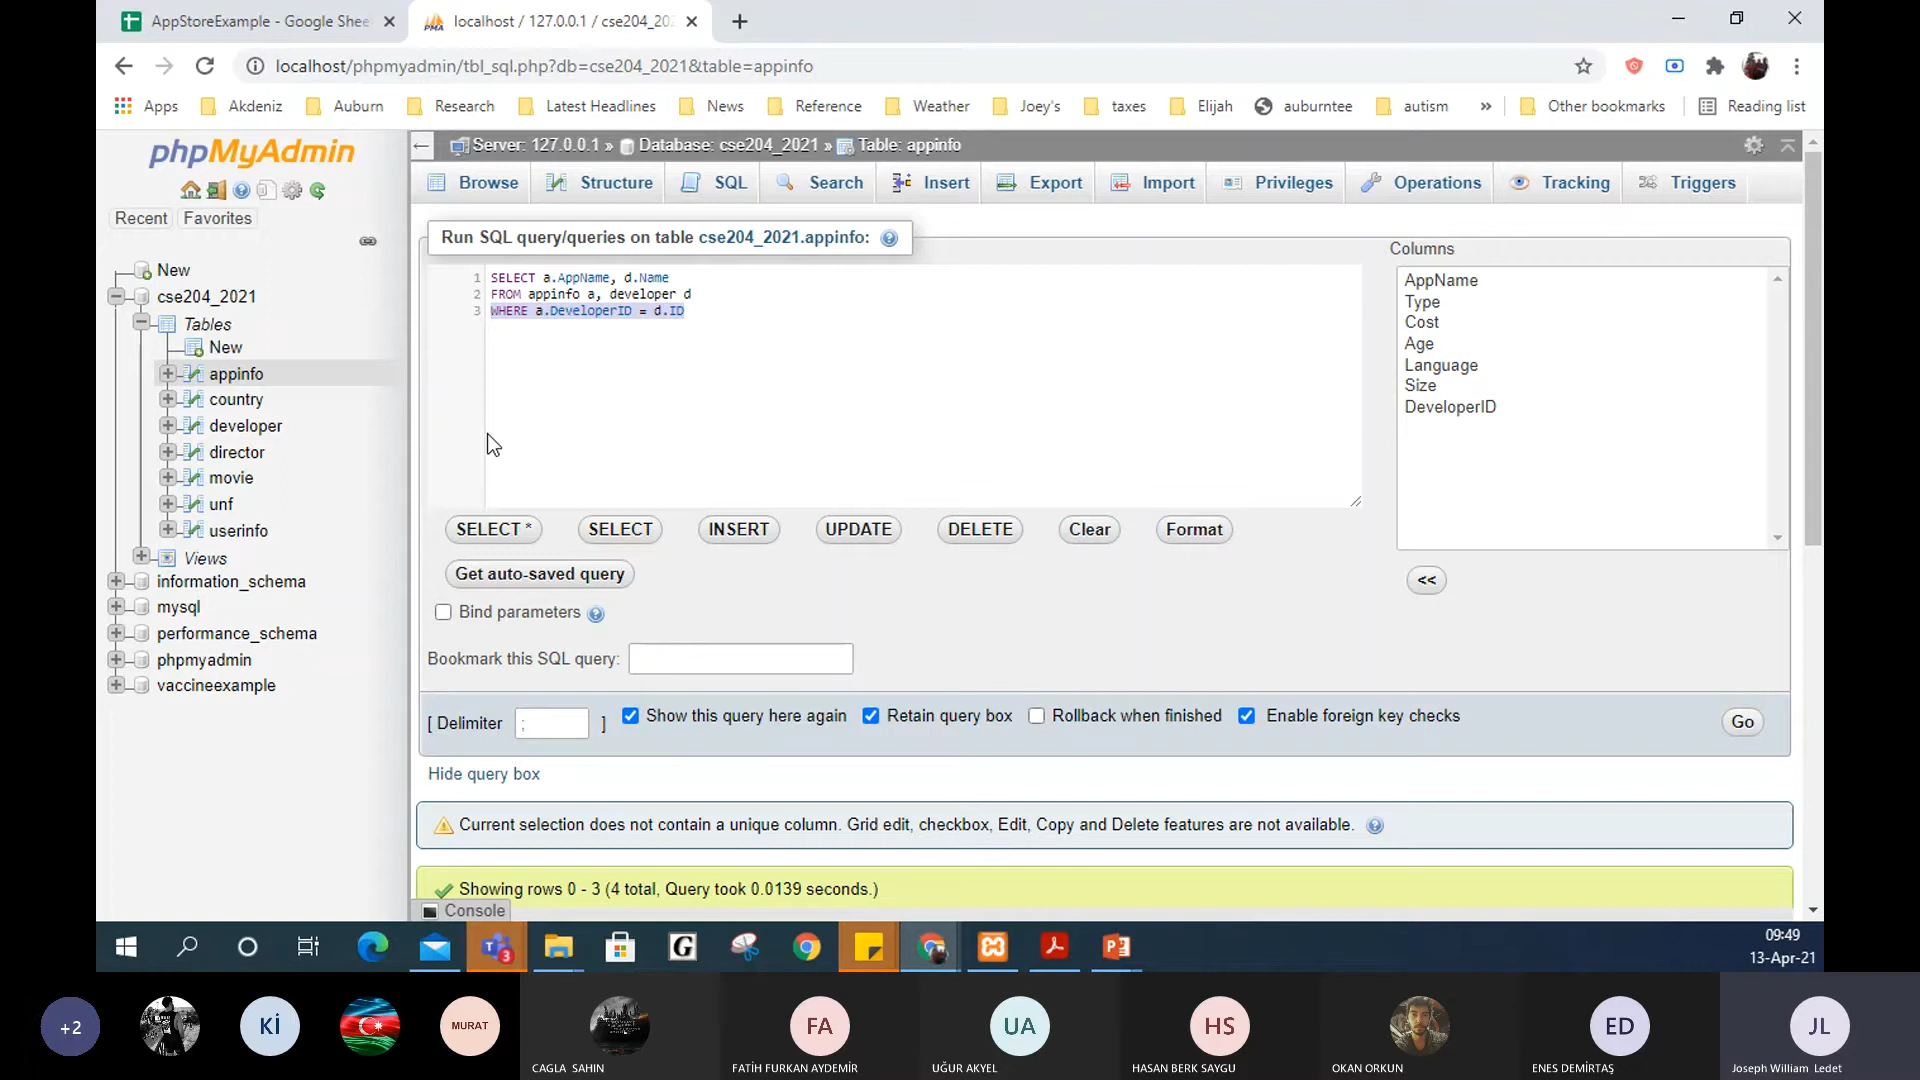 AppStoreExample - Google Shee
localhost / 127.0.0.1 / cse204_202
localhost/phpmyadmin/tbl_sql.php?db=cse204_2021&table=appinfo
Apps Akdeniz Auburn Research Latest Headlines News Reference Weather Joey's taxes Elijah auburntee autism » Other bookmarks Reading list
phpMyAdmin
Recent Favorites
New
cse204_2021
Tables
New
appinfo
country
developer
director
movie
unf
userinfo
Views
information_schema
mysql
performance_schema
phpmyadmin
vaccineexample
Server: 127.0.0.1 » Database: cse204_2021 » Table: appinfo
Browse Structure SQL Search Insert Export Import Privileges Operations Tracking Triggers
Run SQL query/queries on table cse204_2021.appinfo:
1 SELECT a.AppName, d.Name
2 FROM appinfo a, developer d
3 WHERE a.DeveloperID = d.ID
Columns
AppName
Type
Cost
Age
Language
Size
DeveloperID
<<
SELECT * SELECT INSERT UPDATE DELETE Clear Format
Get auto-saved query
Bind parameters
Bookmark this SQL query:
[ Delimiter ; ] Show this query here again Retain query box Rollback when finished Enable foreign key checks Go
Hide query box
Current selection does not contain a unique column. Grid edit, checkbox, Edit, Copy and Delete features are not available.
Showing rows 0 - 3 (4 total, Query took 0.0139 seconds.)
Console
3
G
09:49
13-Apr-21
+2
Kİ
MURAT
CAGLA SAHIN
FA
FATİH FURKAN AYDEMİR
UA
UĞUR AKYEL
HS
HASAN BERK SAYGU
OKAN ORKUN
ED
ENES DEMİRTAŞ
JL
Joseph William Ledet